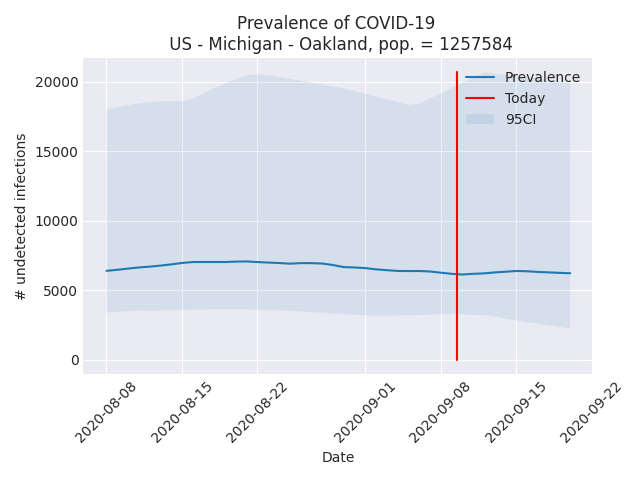 Prevalence of COVID-19
US - Michigan - Oakland, pop. = 1257584
# undetected infections
20000
15000
10000
5000
0
Prevalence
Today
95CI
2020-08-08
2020-08-15
2020-08-22
2020-09-01
2020-09-08
2020-09-15
2020-09-22
Date